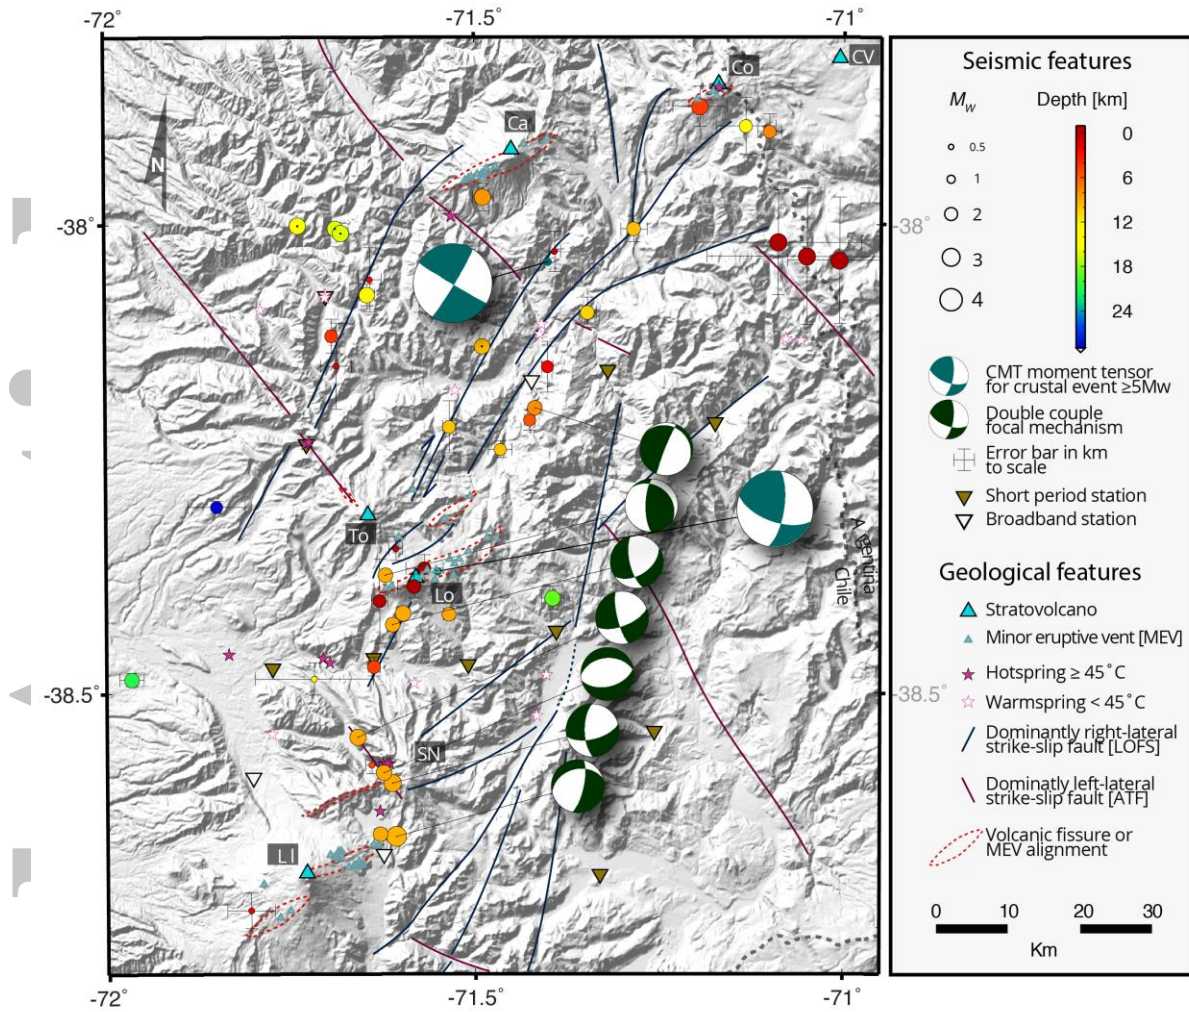 -72˚
-71.5˚
-71˚
CV
Co
Ca
N
-38˚
-38˚
To
Lo
Argentina
Chile
-38.5˚
-38.5˚
SN
Ll
-72˚
-71.5˚
-71˚
Seismic features
Mw
Depth [km]
0.5
1
2
3
4
0
6
12
18
24
CMT moment tensor
for crustal event ≥5Mw
Double couple
focal mechanism
Error bar in km
to scale
Short period station
Broadband station
Geological features
Stratovolcano
Minor eruptive vent [MEV]
Hotspring ≥ 45˚C
Warmspring < 45˚C
Dominantly right-lateral
strike-slip fault [LOFS]
Dominatly left-lateral
strike-slip fault [ATF]
Volcanic fissure or
MEV alignment
0 10 20 30
Km